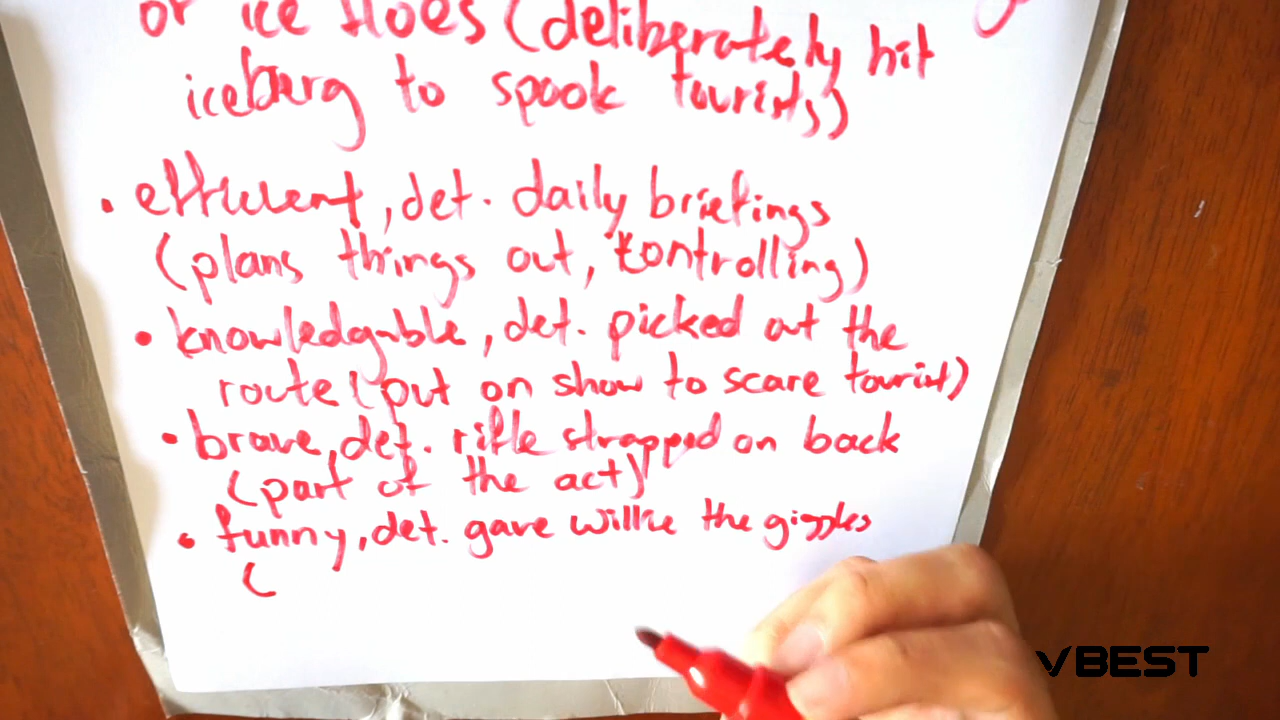 or ice floes (deliberately hit
iceberg to spook tourists)
• efficient, det. daily briefings
(plans things out, controlling)
• knowledgable, det. picked out the
route (put on show to scare tourist)
• brave, det. rifle strapped on back
(part of the act)
• funny, det. gave willie the giggles
(
VBEST